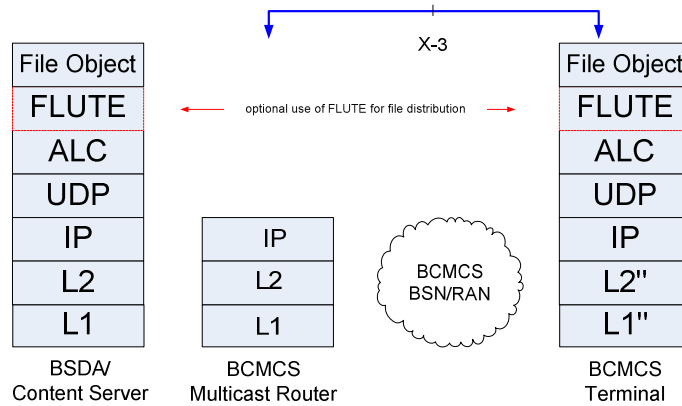 X-3
File Object
FLUTE
ALC
UDP
IP
L2
L1
BSDA/
Content Server
optional use of FLUTE for file distribution
IP
L2
L1
BCMCS
Multicast Router
BCMCS
BSN/RAN
File Object
FLUTE
ALC
UDP
IP
L2"
L1"
BCMCS
Terminal